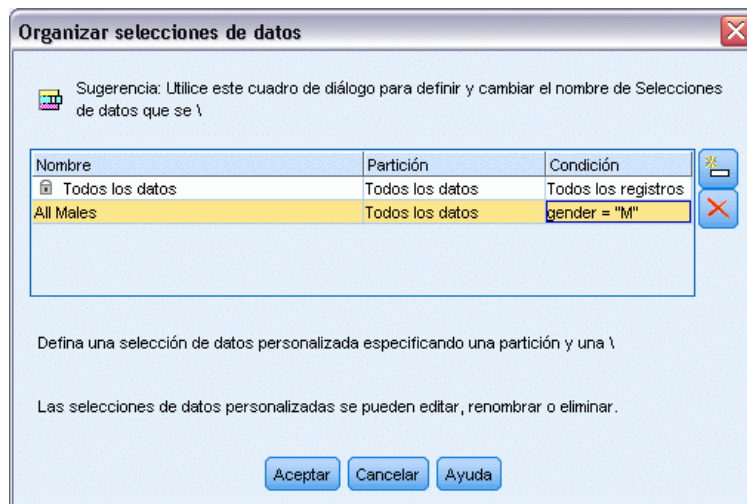 Organizar selecciones de datos
Sugerencia: Utilice este cuadro de diálogo para definir y cambiar el nombre de Selecciones
de datos que se \
Nombre Partición Condición
Todos los datos Todos los datos Todos los registros
All Males Todos los datos gender = "M"
Defina una selección de datos personalizada especificando una partición y una \
Las selecciones de datos personalizadas se pueden editar, renombrar o eliminar.
Aceptar Cancelar Ayuda